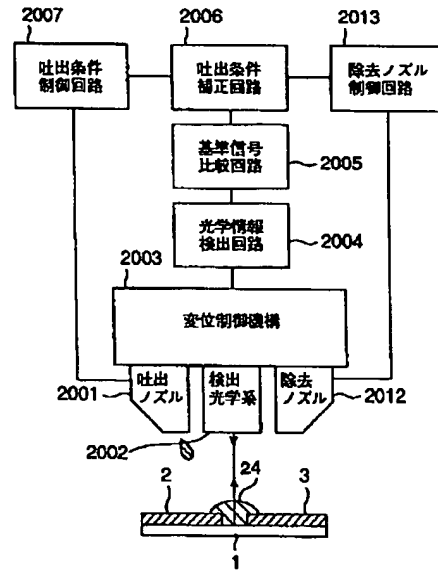 2007
2006
2013
吐出条件
制御回路
吐出条件
補正回路
除去ノズル
制御回路
基準信号
比較回路
2005
光学情報
検出回路
2004
2003
変位制御機構
吐出
ノズル
検出
光学系
除去
ノズル
2001
2012
2002
24
2
3
1